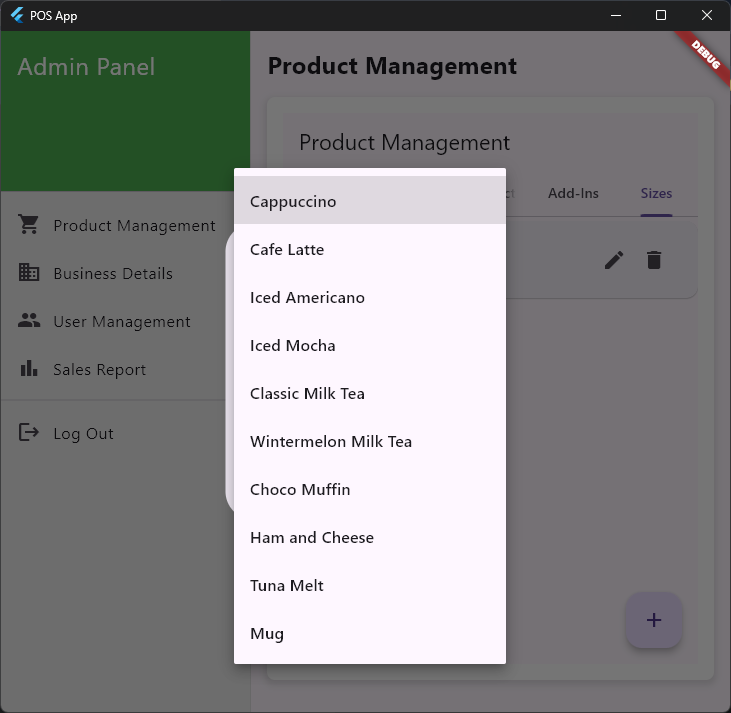 POS App
DEBUG
Admin Panel
Product Management
Business Details
User Management
Sales Report
Log Out
Product Management
Product Management
Add-Ins
Sizes
Cappuccino
Cafe Latte
Iced Americano
Iced Mocha
Classic Milk Tea
Wintermelon Milk Tea
Choco Muffin
Ham and Cheese
Tuna Melt
Mug